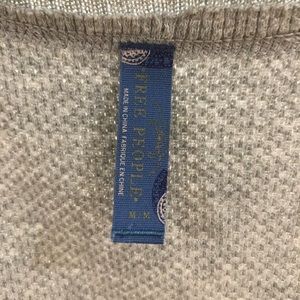 FREE PEOPLE
MADE IN CHINA FABRIQUÉ EN CHINE
M/M